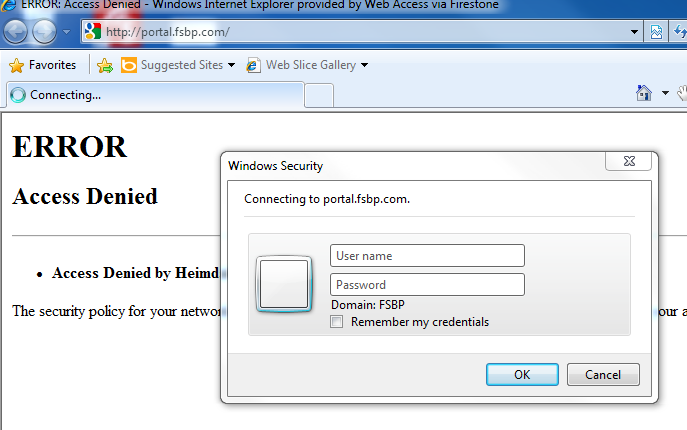 ERROR: Access Denied - Windows Internet Explorer provided by Web Access via Firestone
http://portal.fsbp.com/
Favorites Suggested Sites Web Slice Gallery
Connecting...
ERROR
Access Denied
Access Denied by Heimd
The security policy for your networ
our a
Windows Security
Connecting to portal.fsbp.com.
User name
Password
Domain: FSBP
Remember my credentials
OK Cancel